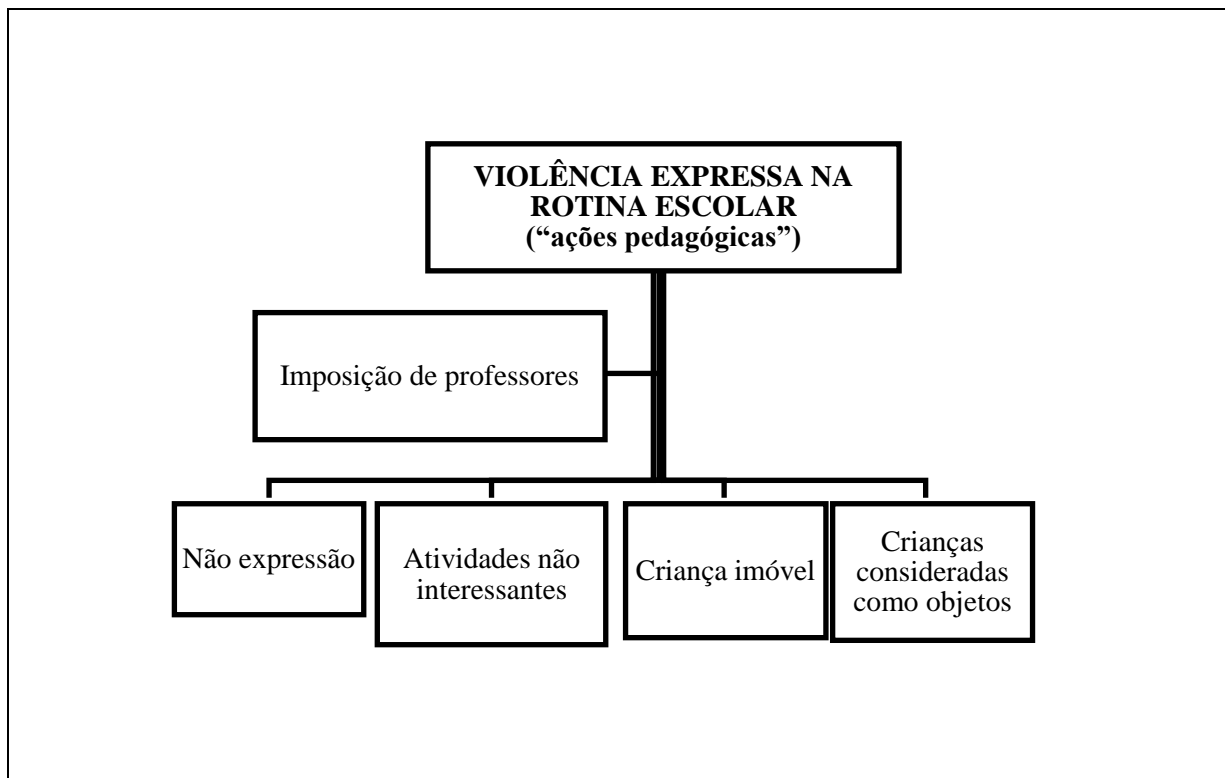 VIOLÊNCIA EXPRESSA NA
ROTINA ESCOLAR
(“ações pedagógicas”)
Imposição de professores
Não expressão
Atividades não
interessantes
Criança imóvel
Crianças
consideradas
como objetos